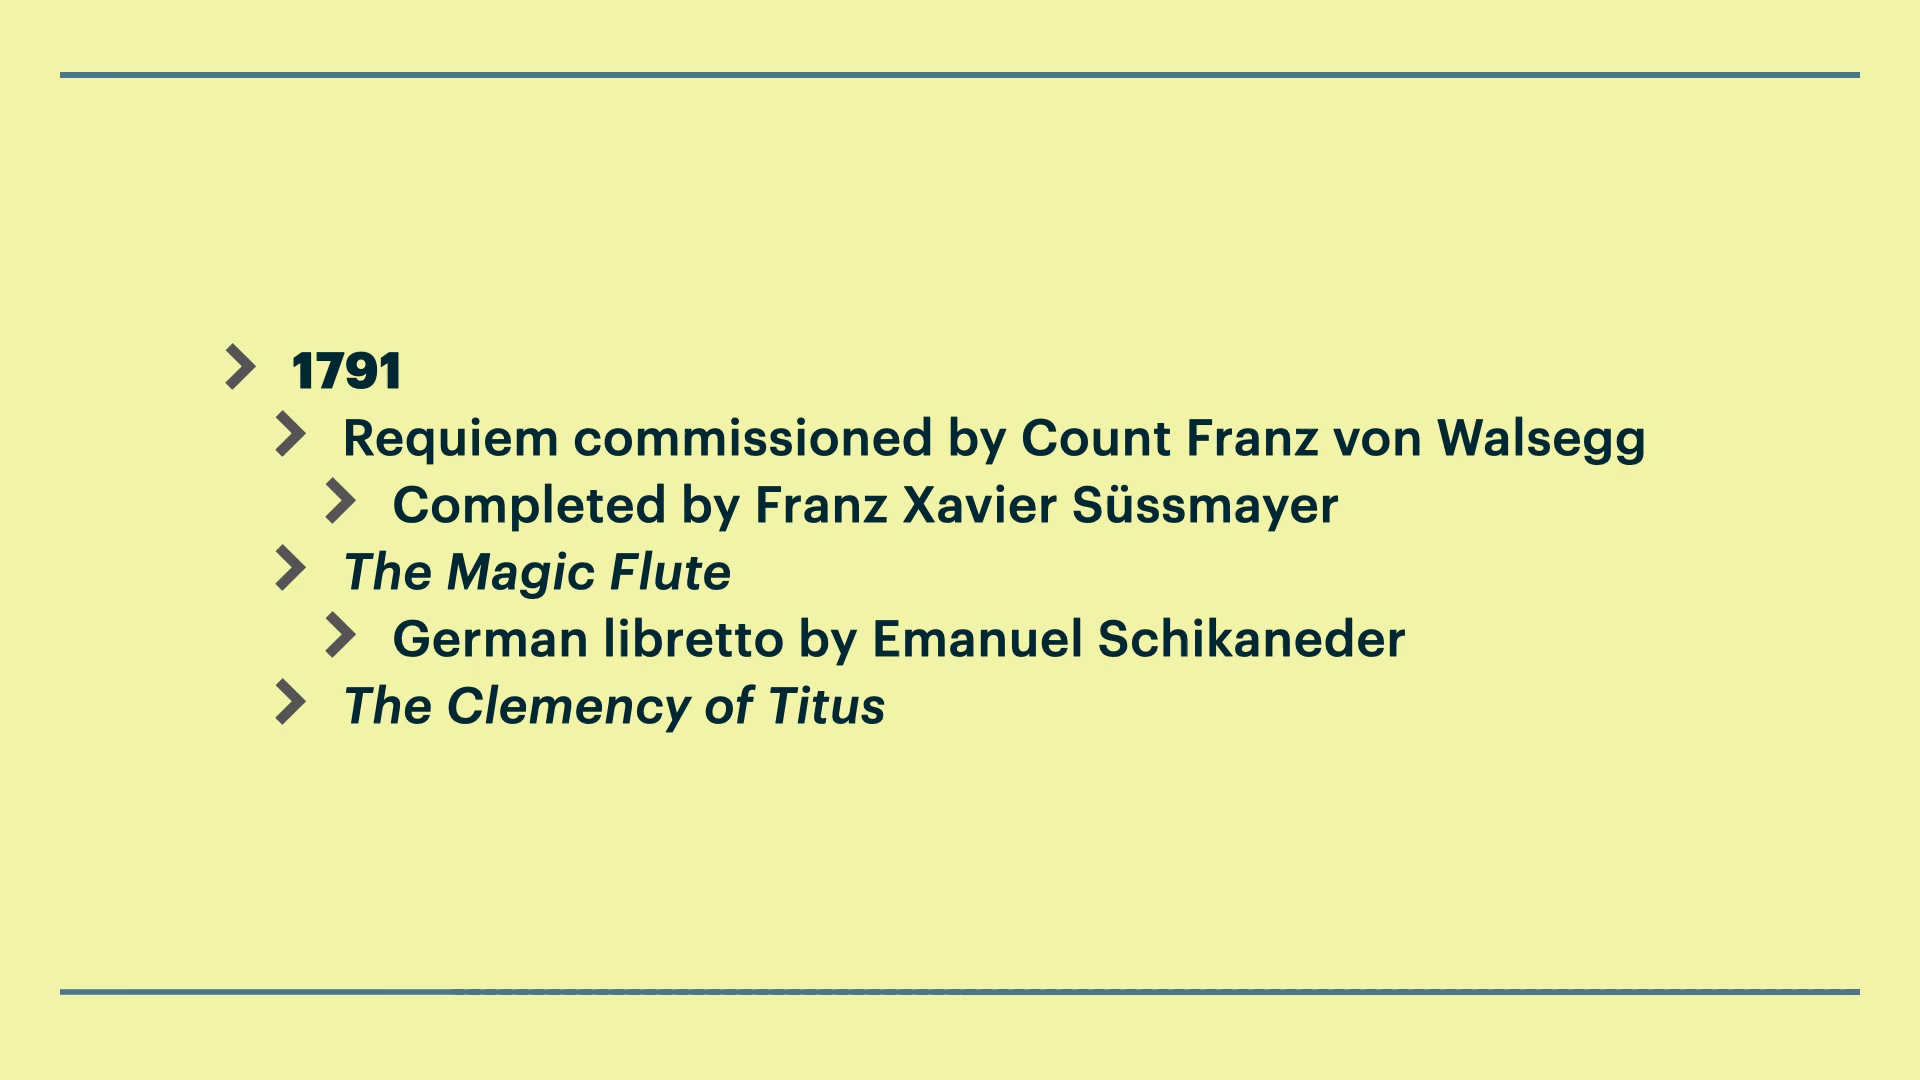 1791
Requiem commissioned by Count Franz von Walsegg
Completed by Franz Xavier Süssmayer
The Magic Flute
German libretto by Emanuel Schikaneder
The Clemency of Titus